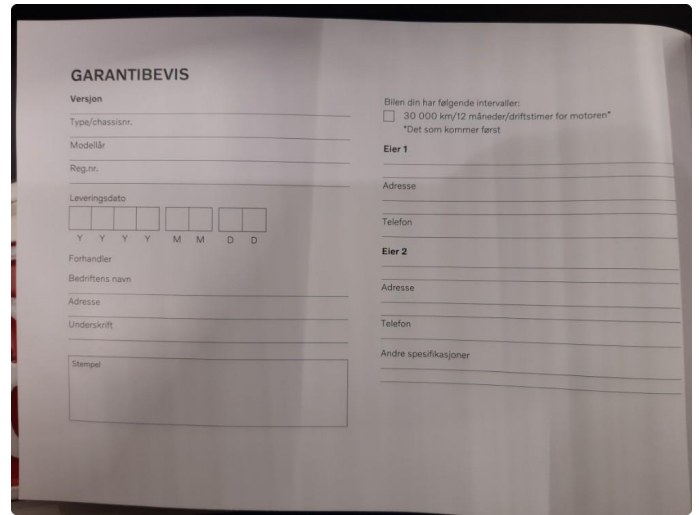 GARANTIBEVIS
Versjon
Type/chassisnr.
Modellår
Reg.nr.
Leveringsdato
Y Y Y Y M M D D
Forhandler
Bedriftens navn
Adresse
Underskrift
Stempel
Bilen din har følgende intervaller:
30 000 km/12 måneder/driftstimer for motoren*
*Det som kommer først
Eier 1
Adresse
Telefon
Eier 2
Adresse
Telefon
Andre spesifikasjoner